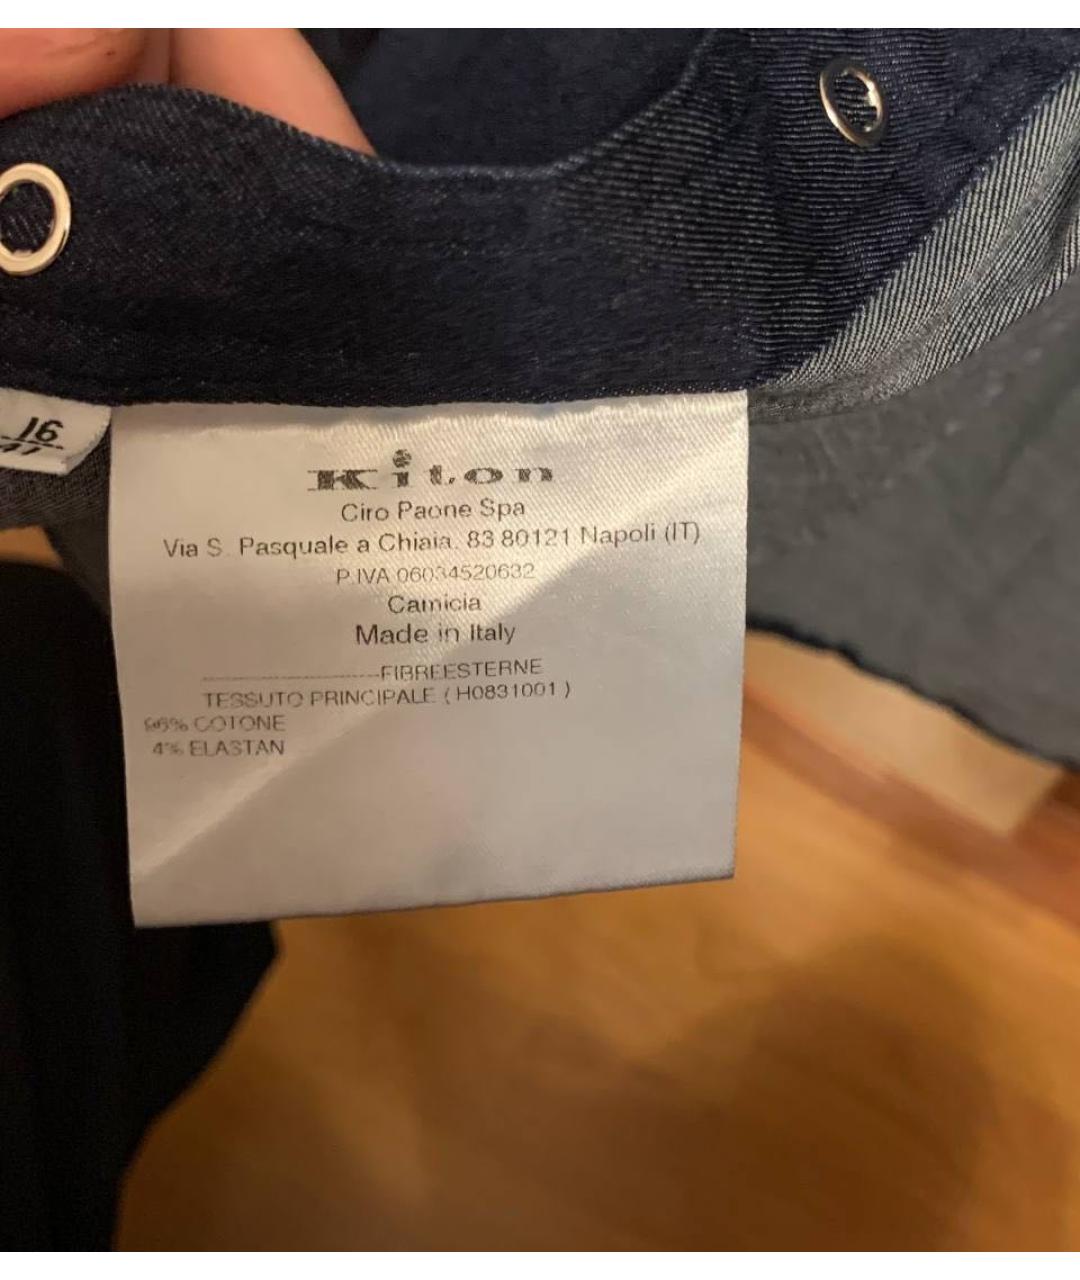 16
41
Kiton
Ciro Paone Spa
Via S. Pasquale a Chiaia, 83 80121 Napoli (IT)
P.IVA 06034520632
Camicia
Made in Italy
--------------------------FIBREESTERNE
TESSUTO PRINCIPALE ( H0831001 )
96% COTONE
4% ELASTAN